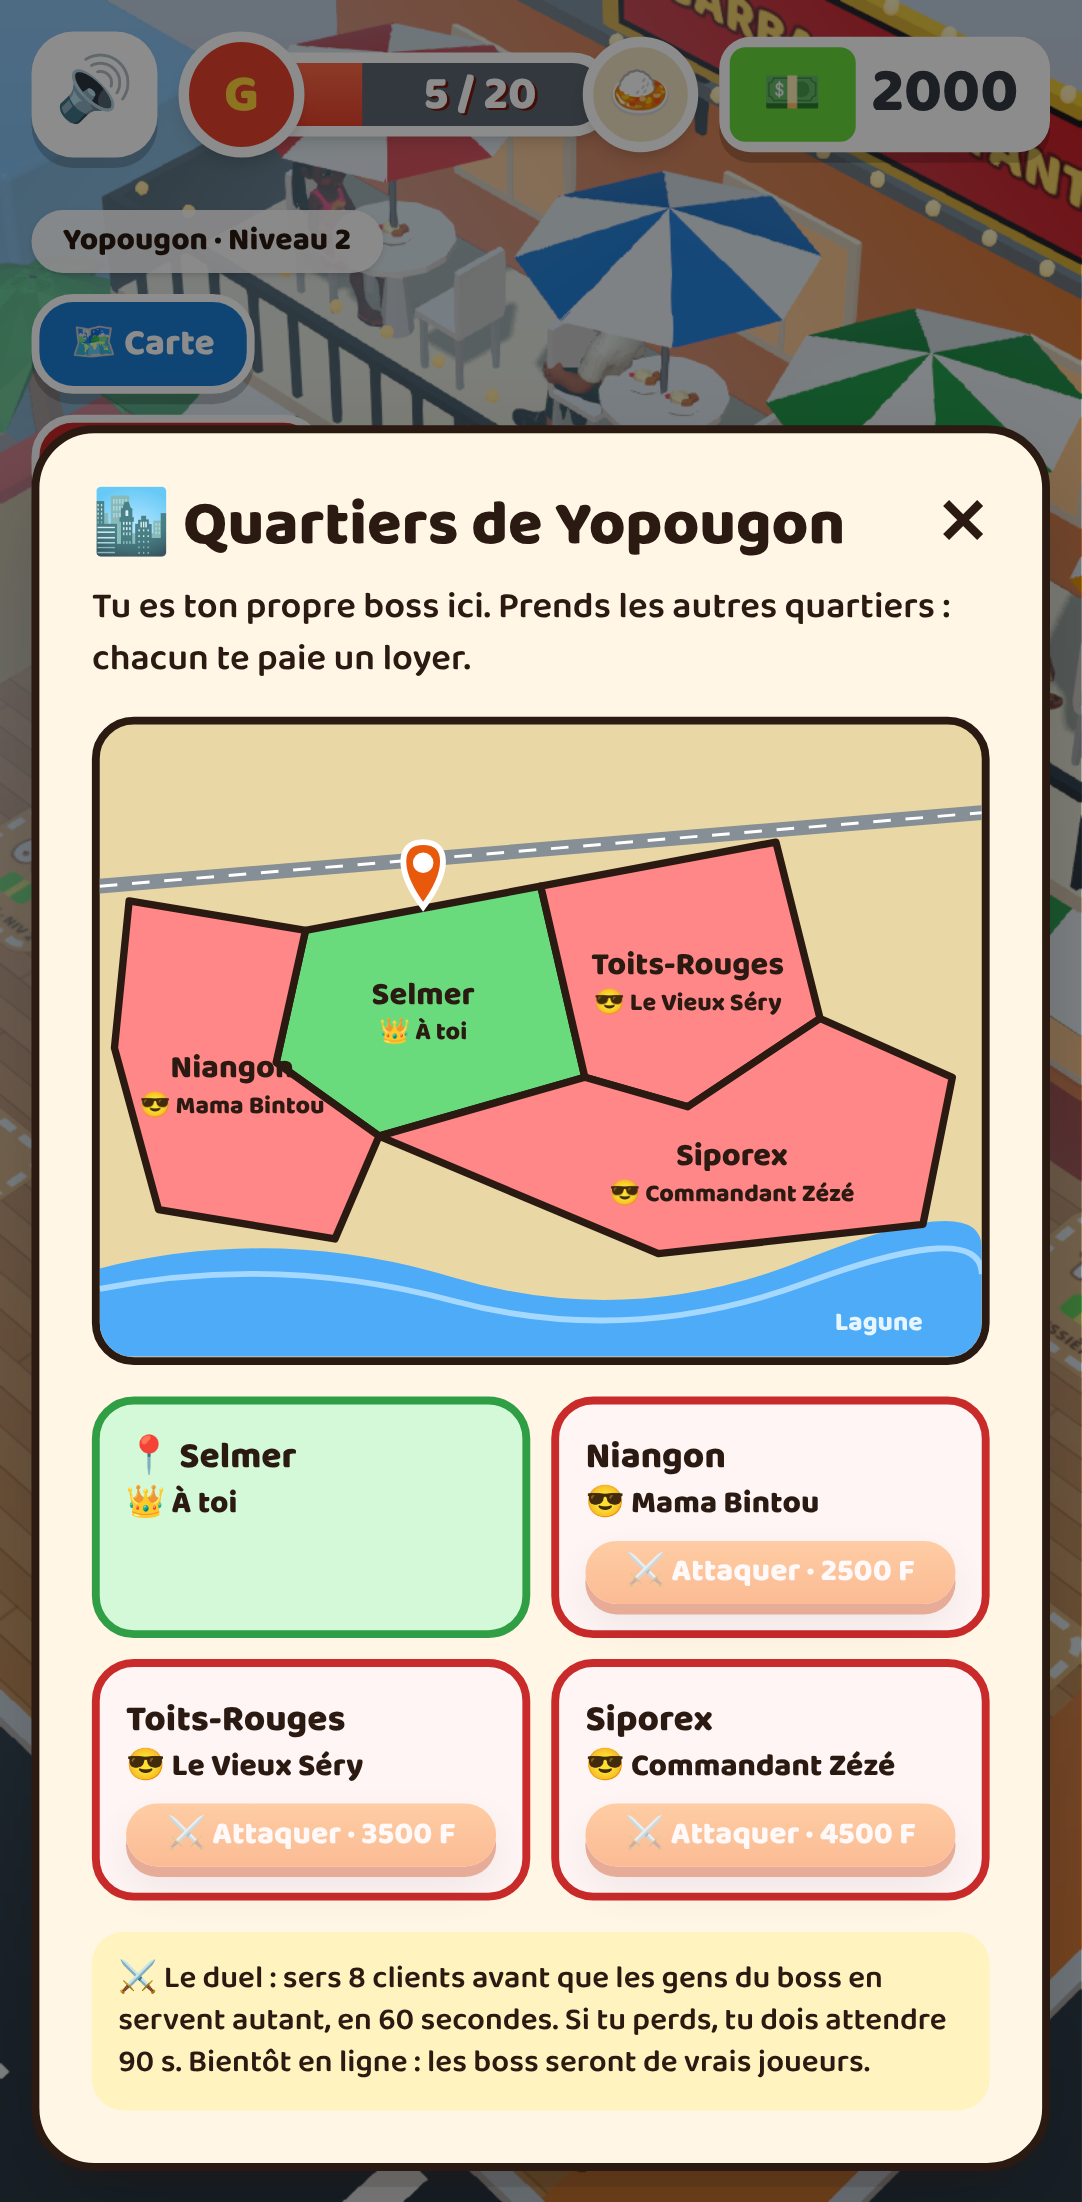 G
5 / 20
2000
Yopougon · Niveau 2
Carte
Quartiers de Yopougon
Tu es ton propre boss ici. Prends les autres quartiers :
chacun te paie un loyer.
Toits-Rouges
Le Vieux Séry
Selmer
À toi
Niangon
Mama Bintou
Siporex
Commandant Zézé
Lagune
Selmer
À toi
Niangon
Mama Bintou
Attaquer · 2500 F
Toits-Rouges
Le Vieux Séry
Attaquer · 3500 F
Siporex
Commandant Zézé
Attaquer · 4500 F
Le duel : sers 8 clients avant que les gens du boss en
servent autant, en 60 secondes. Si tu perds, tu dois attendre
90 s. Bientôt en ligne : les boss seront de vrais joueurs.